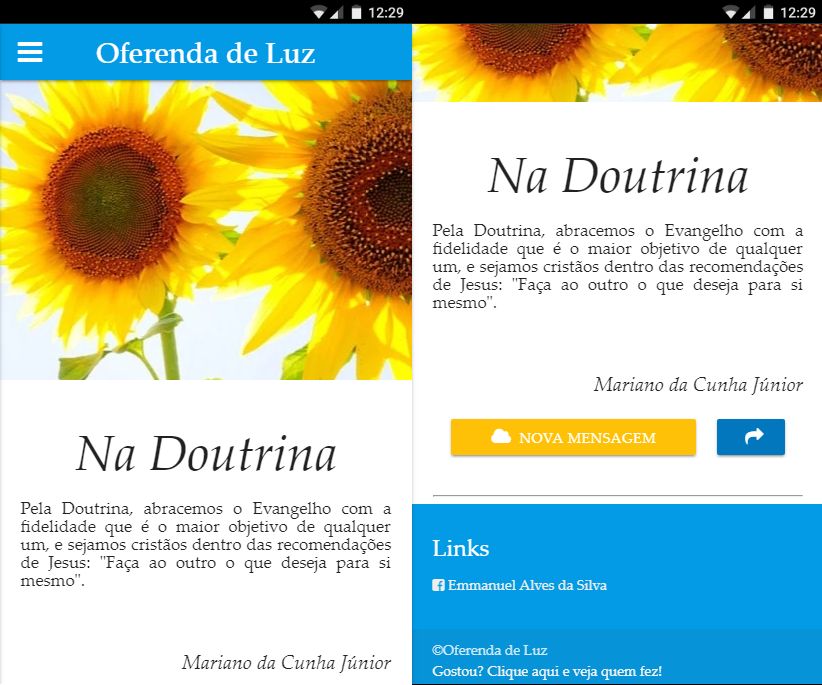 12:29
Oferenda de Luz
Na Doutrina
Pela Doutrina, abracemos o Evangelho com a
fidelidade que é o maior objetivo de qualquer
um, e sejamos cristãos dentro das recomendações
de Jesus: "Faça ao outro o que deseja para si
mesmo".
Mariano da Cunha Júnior
12:29
Na Doutrina
Pela Doutrina, abracemos o Evangelho com a
fidelidade que é o maior objetivo de qualquer
um, e sejamos cristãos dentro das recomendações
de Jesus: "Faça ao outro o que deseja para si
mesmo".
Mariano da Cunha Júnior
NOVA MENSAGEM
Links
Emmanuel Alves da Silva
©Oferenda de Luz
Gostou? Clique aqui e veja quem fez!